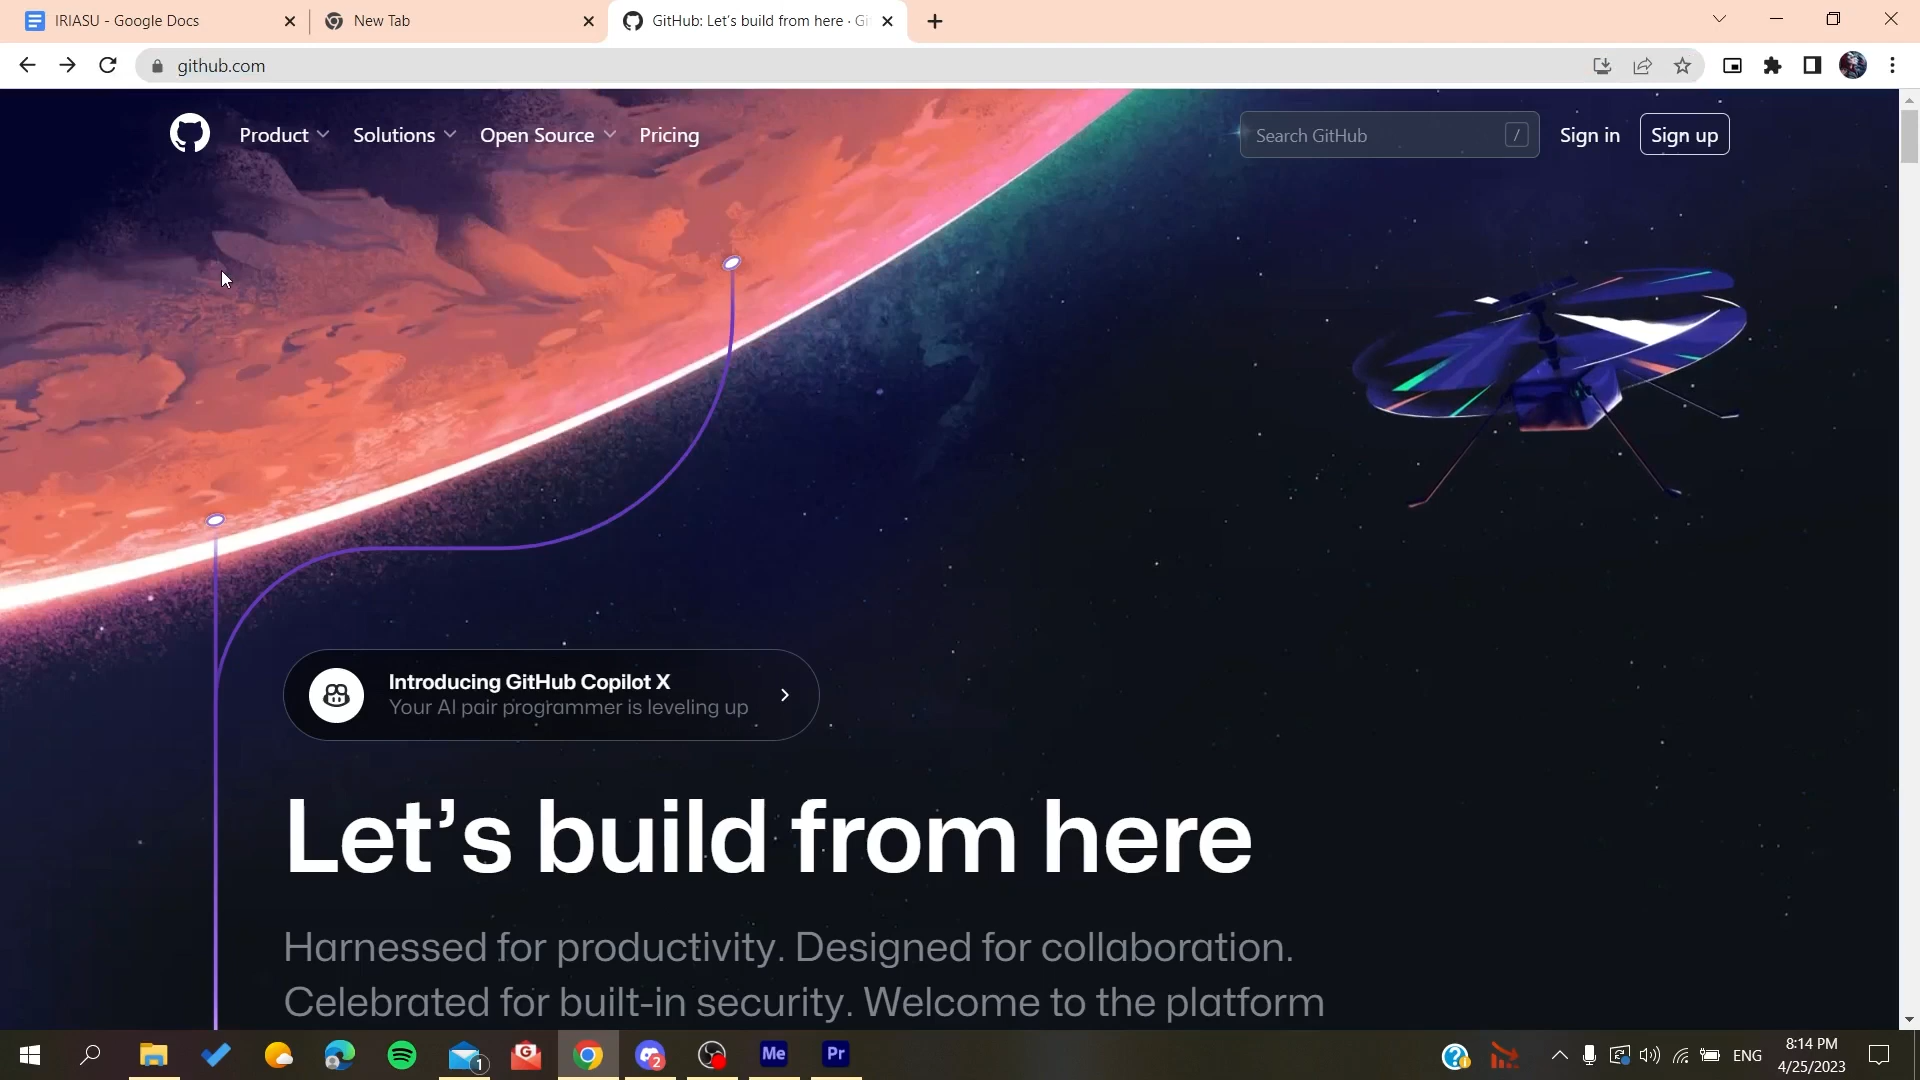 IRIASU - Google Docs
New Tab
GitHub: Let's build from here · Gi
github.com
Product
Solutions
Open Source
Pricing
Search GitHub
/
Sign in
Sign up
Introducing GitHub Copilot X
Your AI pair programmer is leveling up
Let’s build from here
Harnessed for productivity. Designed for collaboration.
Celebrated for built-in security. Welcome to the platform
1
G
2
Me
Pr
ENG
8:14 PM
4/25/2023